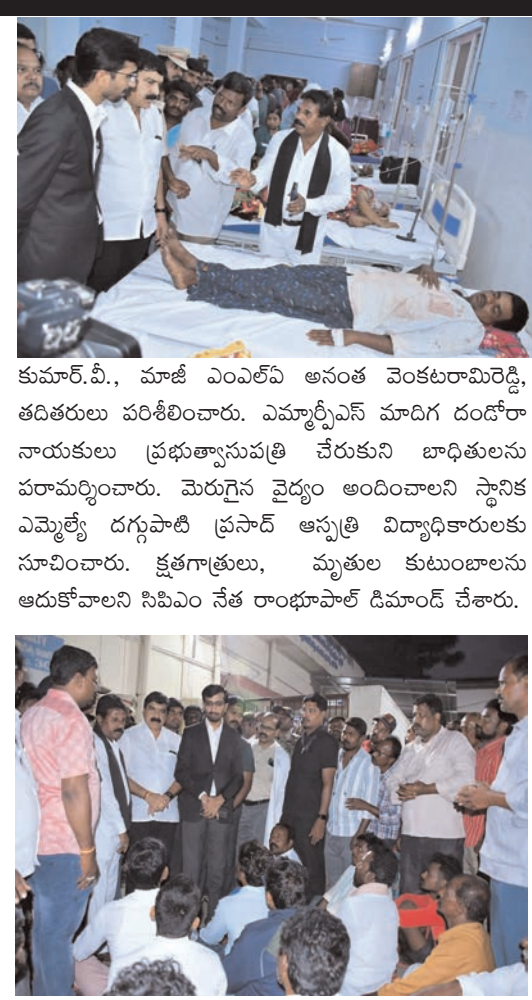 కుమార్.వీ., మాజీ ఎంఎల్ఏ అనంత వెంకటరామిరెడ్డి,
తదితరులు పరిశీలించారు. ఎమ్మార్పీఎస్ మాదిగ దండోరా
నాయకులు ప్రభుత్వాసుపత్రి చేరుకుని బాధితులను
పరామర్శించారు. మెరుగైన వైద్యం అందించాలని స్థానిక
ఎమ్మెల్యే దగ్గుపాటి ప్రసాద్ ఆస్పత్రి విద్యాధికారులకు
సూచించారు. క్షతగాత్రులు, మృతుల కుటుంబాలను
ఆదుకోవాలని సిపిఎం నేత రాంభూపాల్ డిమాండ్ చేశారు.